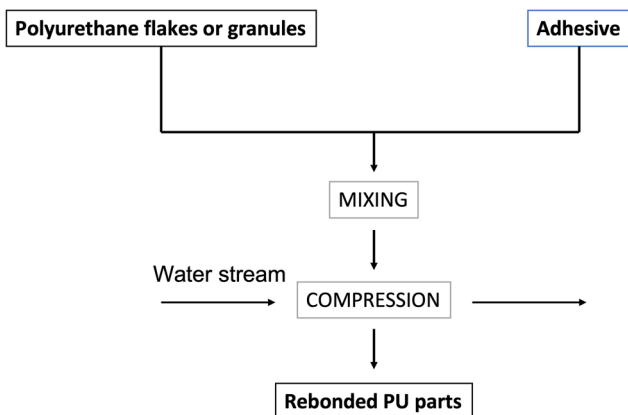 Polyurethane flakes or granules
Adhesive
MIXING
Water stream
COMPRESSION
Rebonded PU parts